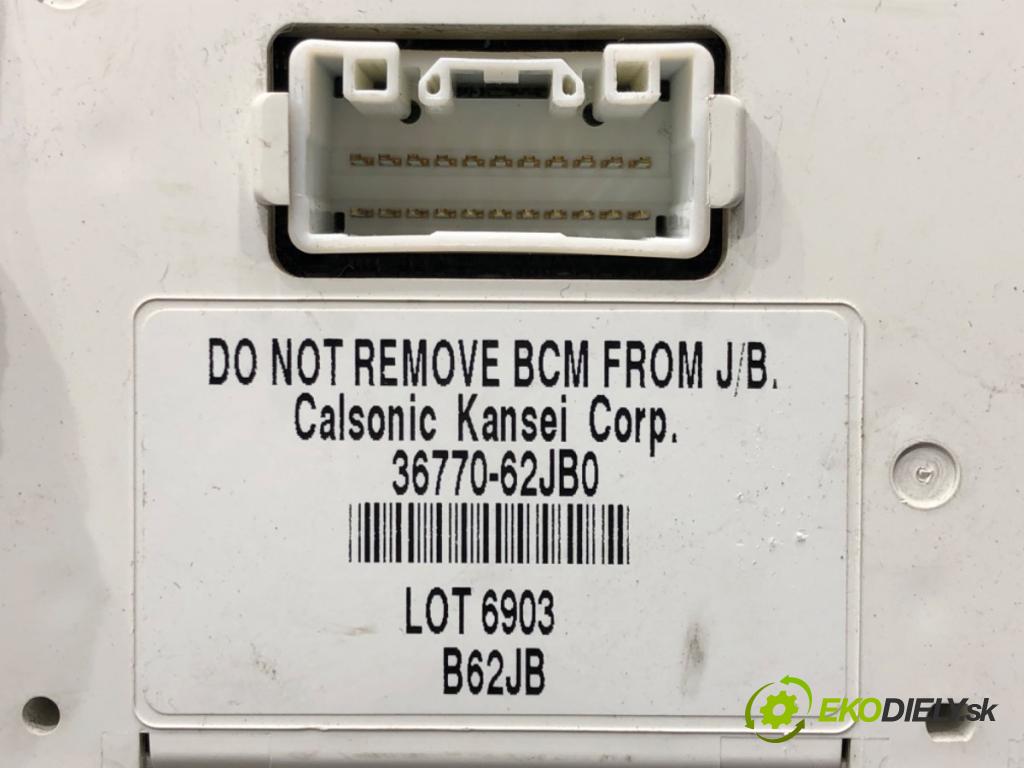 DO NOT REMOVE BCM FROM J/B.
Calsonic Kansei Corp.
36770-62JB0
LOT 6903
B62JB
EKODIELY.sk